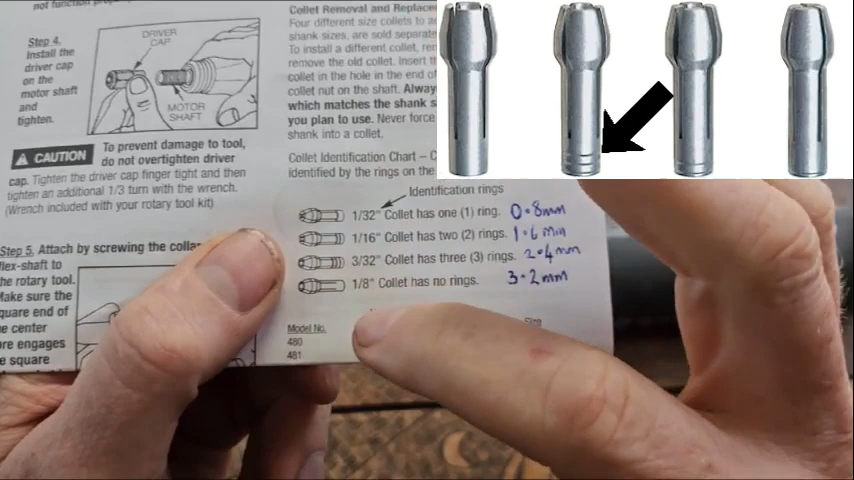 not function prop
Step 4.
Install the
driver cap
on the
motor shaft
and
tighten.
DRIVER
CAP
MOTOR
SHAFT
CAUTION
To prevent damage to tool,
do not overtighten driver
cap. Tighten the driver cap finger tight and then
tighten an additional 1/3 turn with the wrench.
(Wrench included with your rotary tool kit)
Step 5. Attach by screwing the colla
flex-shaft to
the rotary tool.
Make sure the
square end of
e center
re engages
e square
Collet Removal and Replace
Four different size collets to
shank sizes, are sold separate
To install a different collet, re
remove the old collet. Insert t
collet in the hole in the end of
collet nut on the shaft. Alway
which matches the shank s
you plan to use. Never force
shank into a collet.
Collet Identification Chart – C
identified by the rings on the
Identification rings
1/32" Collet has one (1) ring. 0.8mm
1/16" Collet has two (2) rings. 1.6 mm
3/32" Collet has three (3) rings. 2.4mm
1/8" Collet has no rings. 3.2mm
Model No.
480
481